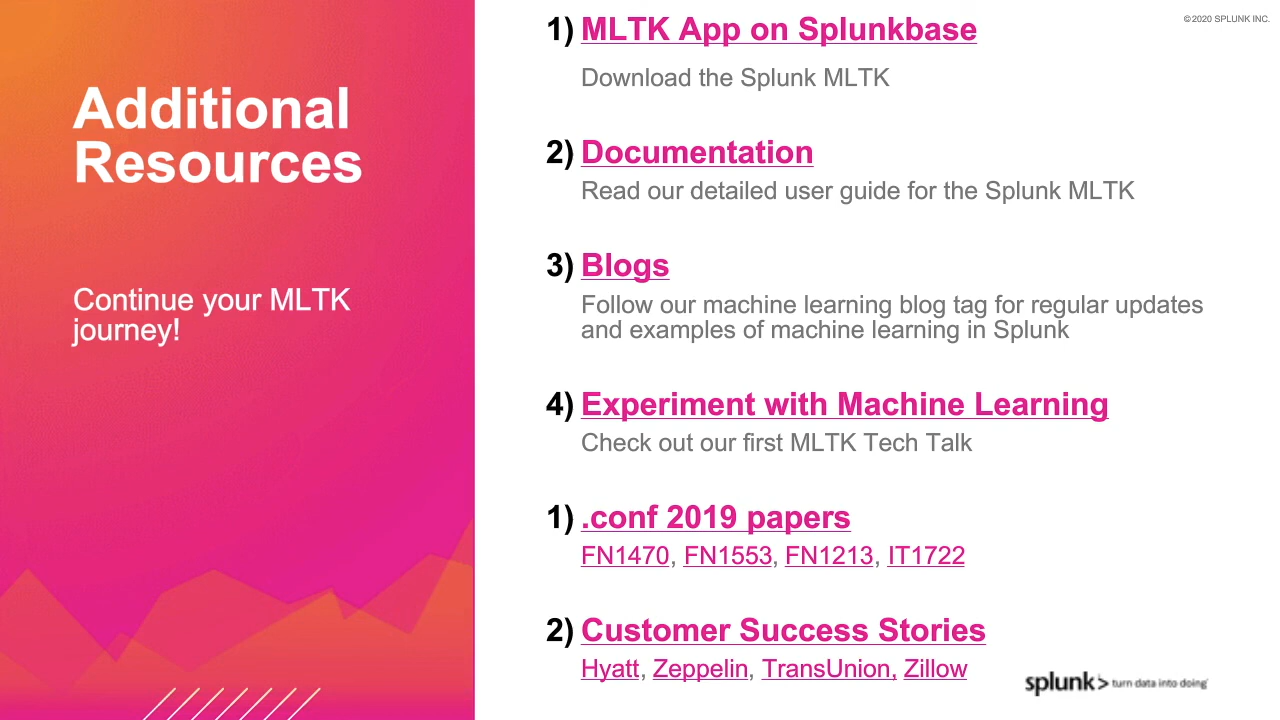 © 2020 SPLUNK INC.
Additional
Resources
Continue your MLTK
journey!
1) MLTK App on Splunkbase
Download the Splunk MLTK
2) Documentation
Read our detailed user guide for the Splunk MLTK
3) Blogs
Follow our machine learning blog tag for regular updates
and examples of machine learning in Splunk
4) Experiment with Machine Learning
Check out our first MLTK Tech Talk
1) .conf 2019 papers
FN1470, FN1553, FN1213, IT1722
2) Customer Success Stories
Hyatt, Zeppelin, TransUnion, Zillow
splunk> turn data into doing